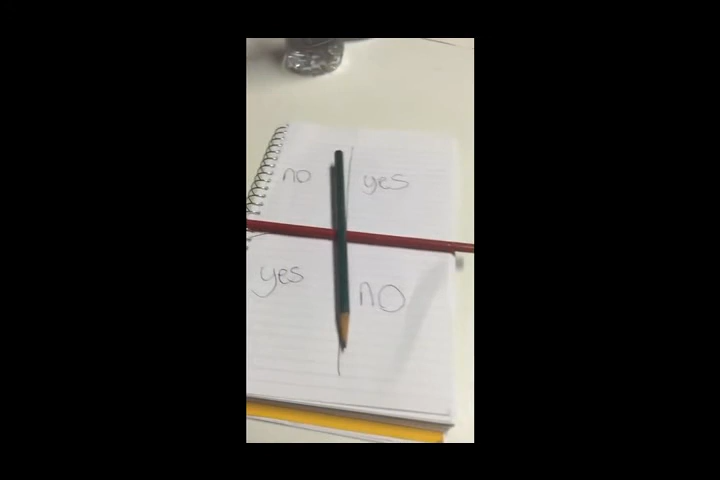 no yes
yes no